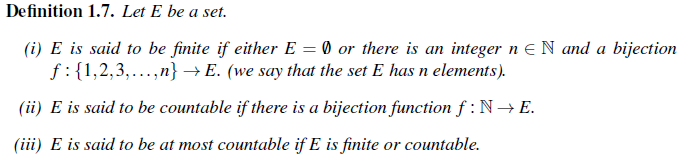 Definition 1.7. Let E be a set.
(i) E is said to be finite if either E = ∅ or there is an integer n ∈ ℕ and a bijection
f : {1,2,3,...,n} → E. (we say that the set E has n elements).
(ii) E is said to be countable if there is a bijection function f : ℕ → E.
(iii) E is said to be at most countable if E is finite or countable.